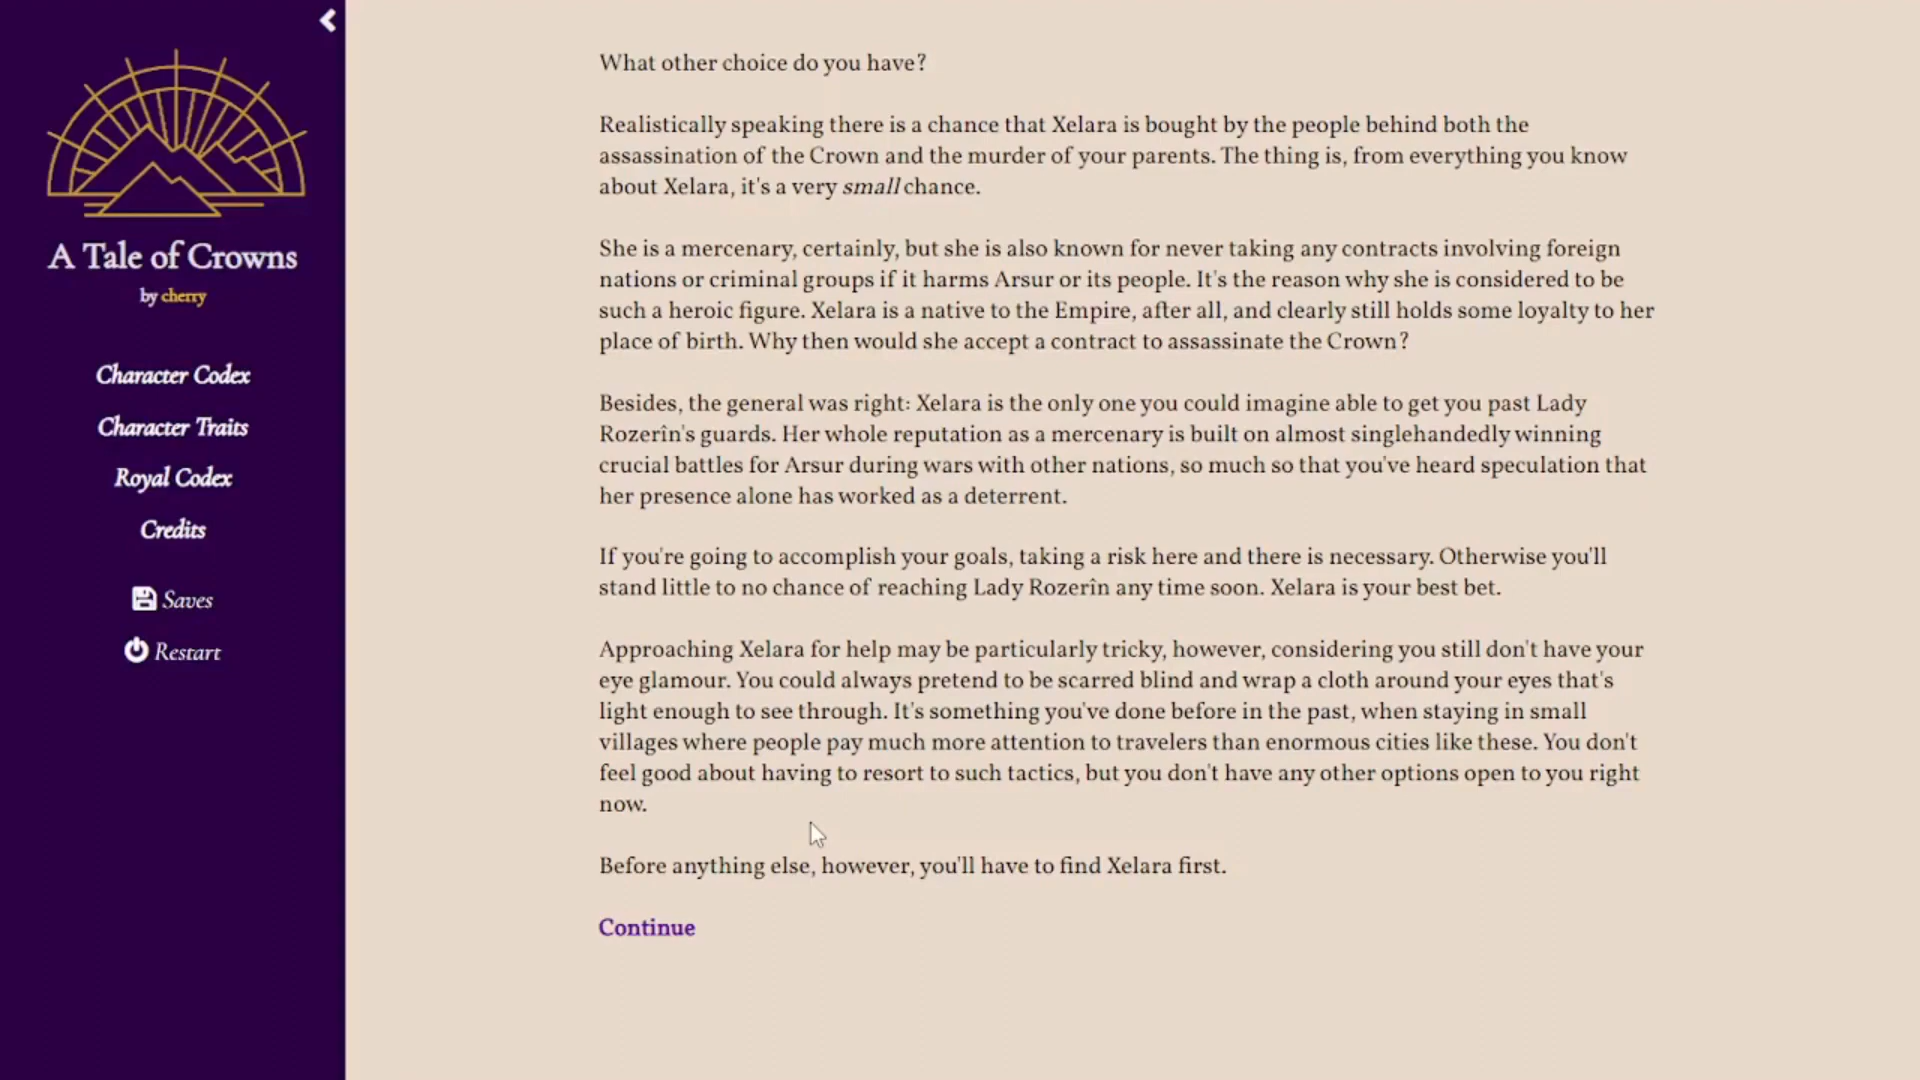 A Tale of Crowns
by cherry
Character Codex
Character Traits
Royal Codex
Credits
Saves
Restart
What other choice do you have?
Realistically speaking there is a chance that Xelara is bought by the people behind both the
assassination of the Crown and the murder of your parents. The thing is, from everything you know
about Xelara, it's a very small chance.
She is a mercenary, certainly, but she is also known for never taking any contracts involving foreign
nations or criminal groups if it harms Arsur or its people. It's the reason why she is considered to be
such a heroic figure. Xelara is a native to the Empire, after all, and clearly still holds some loyalty to her
place of birth. Why then would she accept a contract to assassinate the Crown?
Besides, the general was right: Xelara is the only one you could imagine able to get you past Lady
Rozerîn's guards. Her whole reputation as a mercenary is built on almost singlehandedly winning
crucial battles for Arsur during wars with other nations, so much so that you've heard speculation that
her presence alone has worked as a deterrent.
If you're going to accomplish your goals, taking a risk here and there is necessary. Otherwise you'll
stand little to no chance of reaching Lady Rozerîn any time soon. Xelara is your best bet.
Approaching Xelara for help may be particularly tricky, however, considering you still don't have your
eye glamour. You could always pretend to be scarred blind and wrap a cloth around your eyes that's
light enough to see through. It's something you've done before in the past, when staying in small
villages where people pay much more attention to travelers than enormous cities like these. You don't
feel good about having to resort to such tactics, but you don't have any other options open to you right
now.
Before anything else, however, you'll have to find Xelara first.
Continue